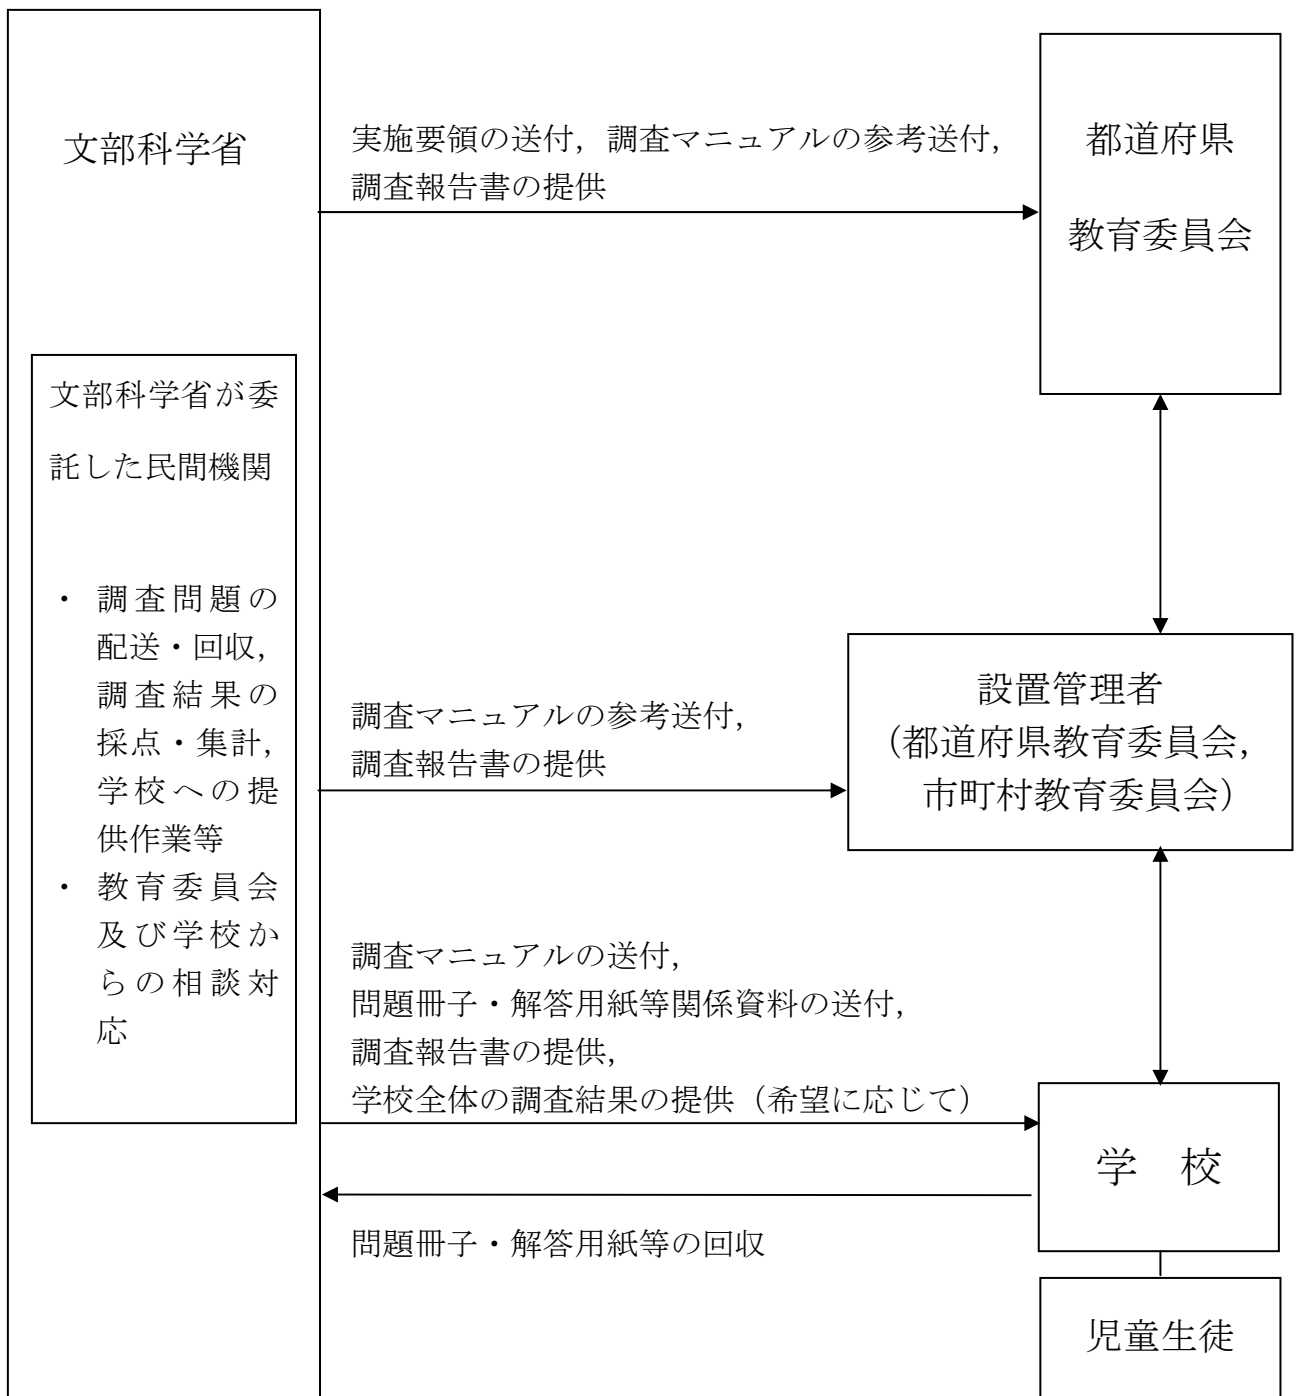 文部科学省
文部科学省が委
託した民間機関
・ 調査問題の
配送・回収,
調査結果の
採点・集計,
学校への提
供作業等
・ 教育委員会
及び学校か
らの相談対
応
実施要領の送付，調査マニュアルの参考送付,
調査報告書の提供
都道府県
教育委員会
調査マニュアルの参考送付,
調査報告書の提供
設置管理者
（都道府県教育委員会,
市町村教育委員会）
調査マニュアルの送付,
問題冊子・解答用紙等関係資料の送付,
調査報告書の提供,
学校全体の調査結果の提供（希望に応じて）
学　校
問題冊子・解答用紙等の回収
児童生徒